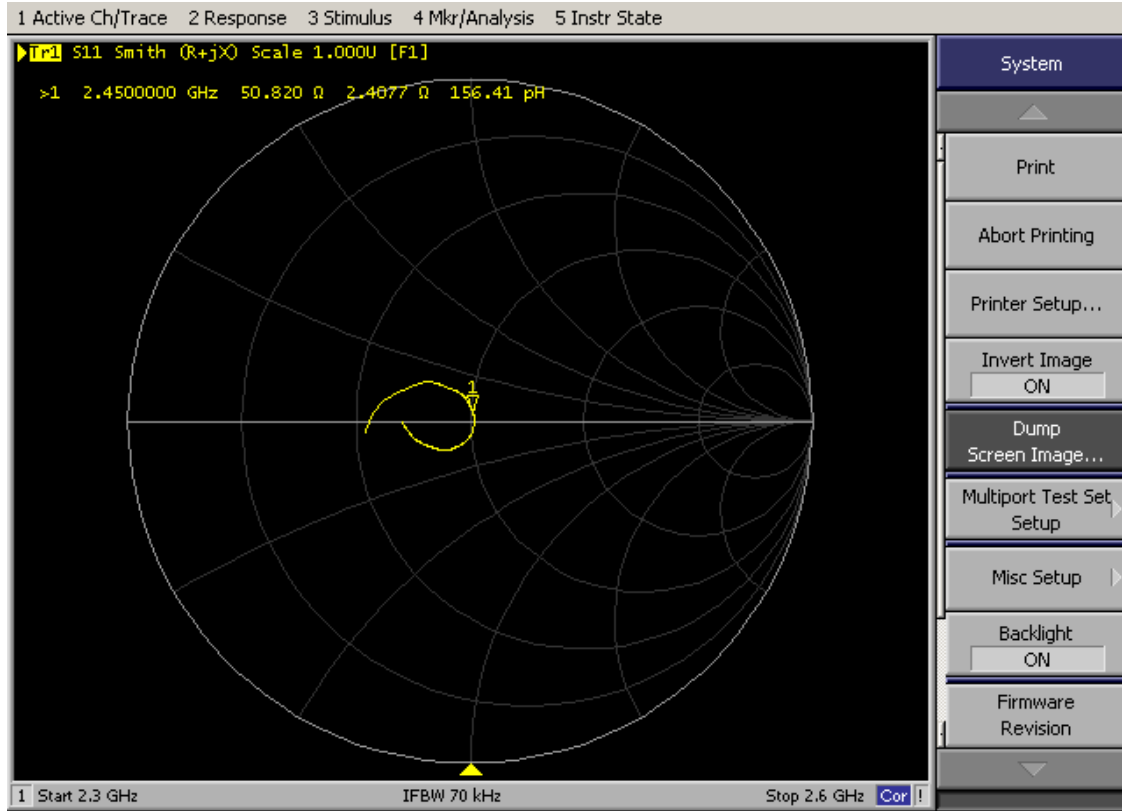 1 Active Ch/Trace 2 Response 3 Stimulus 4 Mkr/Analysis 5 Instr State
Tr1 S11 Smith (R+jX) Scale 1.000U [F1]
>1 2.4500000 GHz 50.820 Ω 2.4077 Ω 156.41 pH
1
System
Print
Abort Printing
Printer Setup...
Invert Image
ON
Dump
Screen Image...
Multiport Test Set
Setup
Misc Setup
Backlight
ON
Firmware
Revision
1 Start 2.3 GHz IFBW 70 kHz Stop 2.6 GHz Cor !